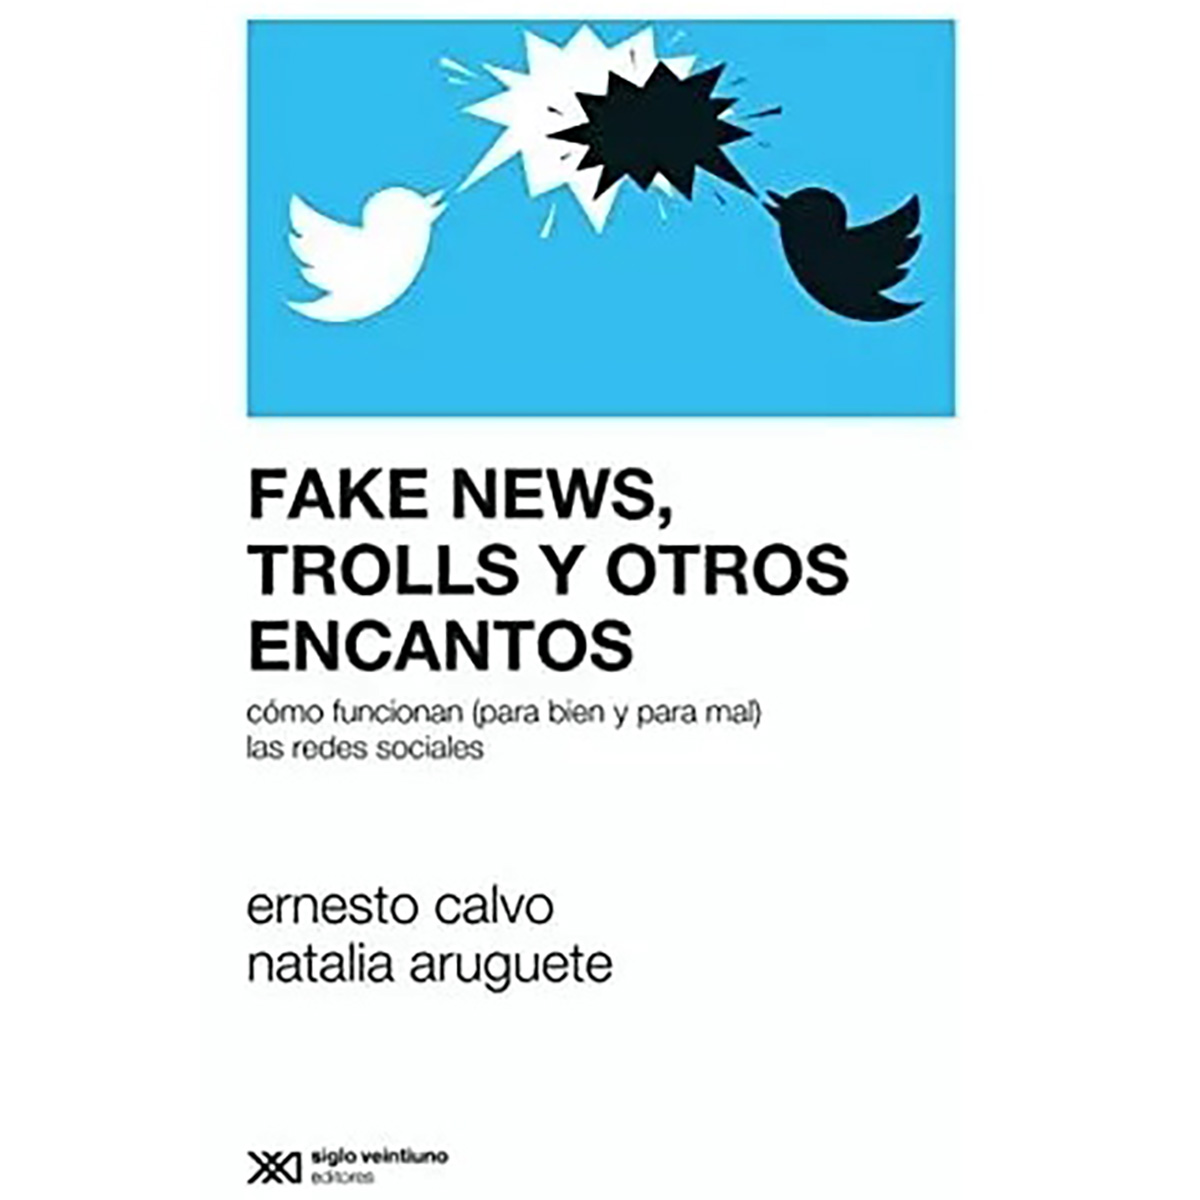 FAKE NEWS,
TROLLS Y OTROS
ENCANTOS
cómo funcionan (para bien y para mal)
las redes sociales
ernesto calvo
natalia aruguete
siglo veintiuno
editores